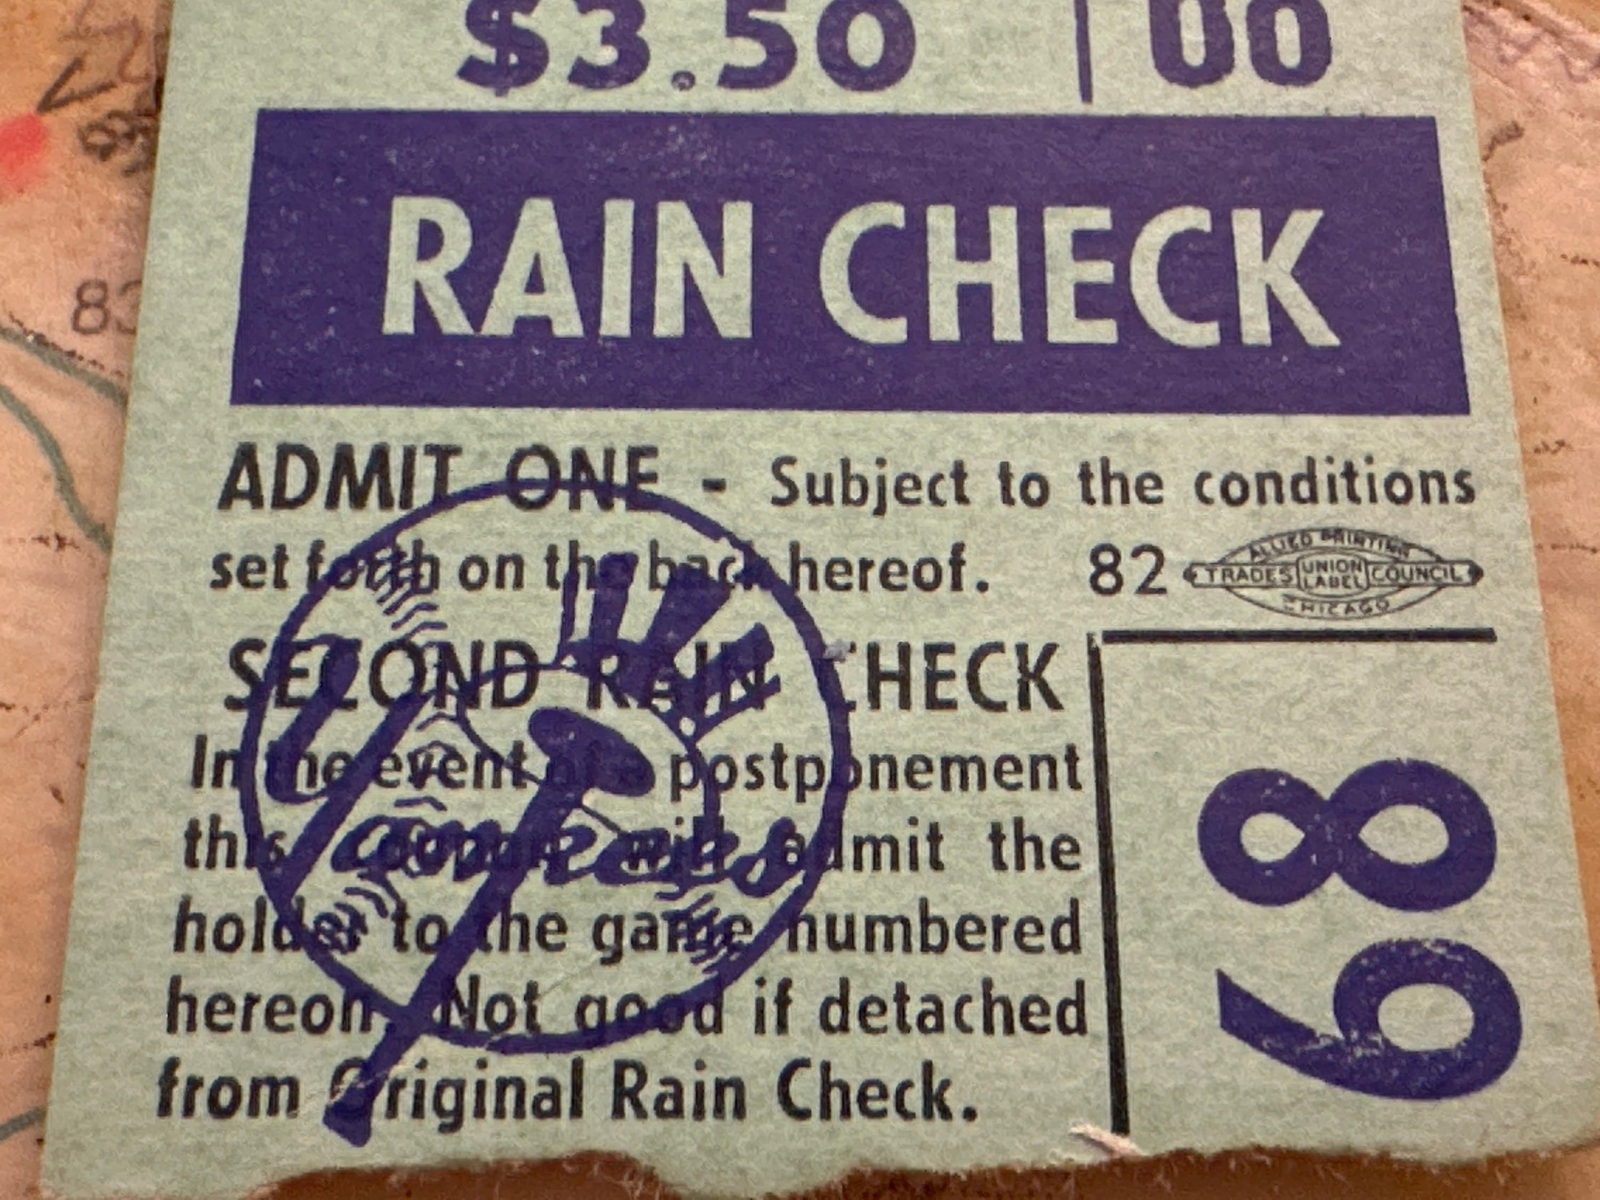 $3.50 00
RAIN CHECK
ADMIT ONE - Subject to the conditions
set forth on the back hereof. 82
ALLIED PRINTING
TRADES UNION LABEL COUNCIL
CHICAGO
SECOND RAIN CHECK
In the event of a postponement
this coupon will admit the
holder to the game numbered
hereon. Not good if detached
from Original Rain Check.
Yankees
68
83